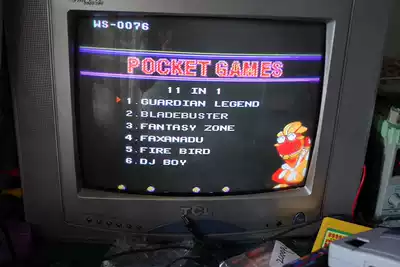 WS-0076
POCKET GAMES
11 IN 1
1.GUARDIAN LEGEND
2.BLADEBUSTER
3.FANTASY ZONE
4.FAXANADU
5.FIRE BIRD
6.DJ BOY
TCL